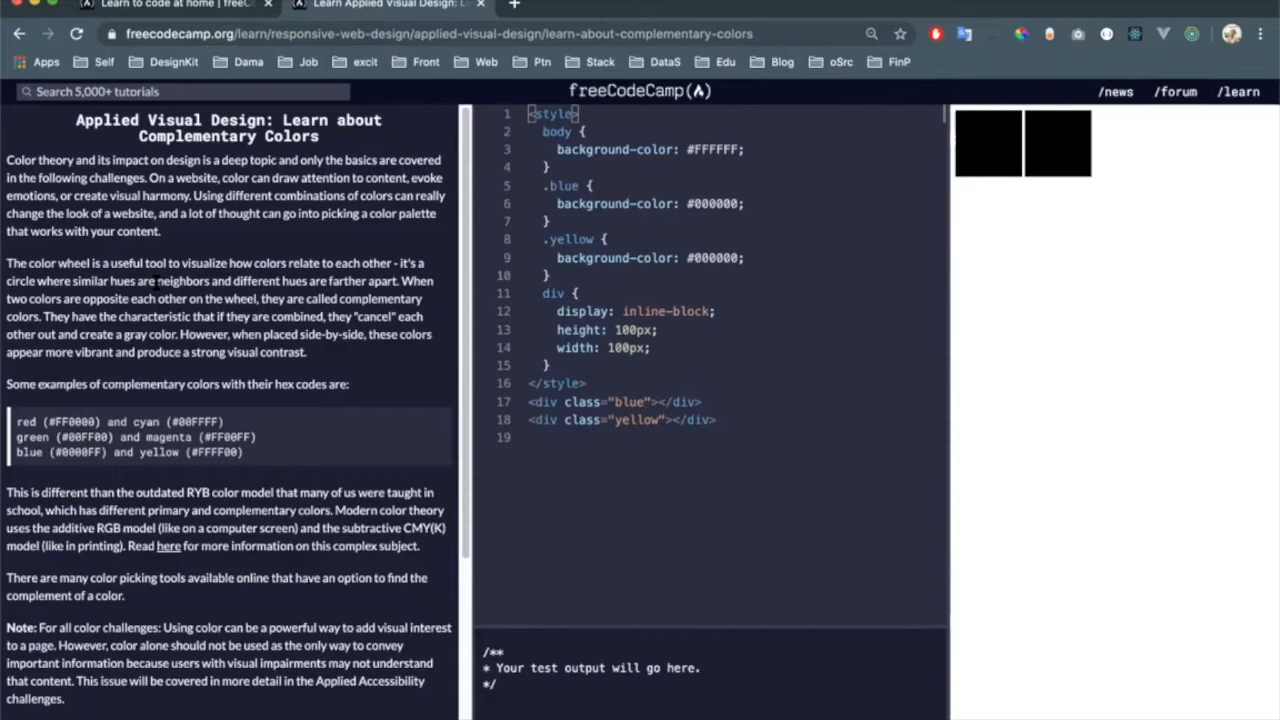 Learn to code at home | freeC
Learn Applied Visual Design: L
freecodecamp.org/learn/responsive-web-design/applied-visual-design/learn-about-complementary-colors
Apps Self DesignKit Dama Job excit Front Web Ptn Stack DataS Edu Blog oSrc FinP
Search 5,000+ tutorials
freeCodeCamp
/news /forum /learn
Applied Visual Design: Learn about
Complementary Colors
Color theory and its impact on design is a deep topic and only the basics are covered
in the following challenges. On a website, color can draw attention to content, evoke
emotions, or create visual harmony. Using different combinations of colors can really
change the look of a website, and a lot of thought can go into picking a color palette
that works with your content.
The color wheel is a useful tool to visualize how colors relate to each other - it's a
circle where similar hues are neighbors and different hues are farther apart. When
two colors are opposite each other on the wheel, they are called complementary
colors. They have the characteristic that if they are combined, they "cancel" each
other out and create a gray color. However, when placed side-by-side, these colors
appear more vibrant and produce a strong visual contrast.
Some examples of complementary colors with their hex codes are:
red (#FF0000) and cyan (#00FFFF)
green (#00FF00) and magenta (#FF00FF)
blue (#0000FF) and yellow (#FFFF00)
This is different than the outdated RYB color model that many of us were taught in
school, which has different primary and complementary colors. Modern color theory
uses the additive RGB model (like on a computer screen) and the subtractive CMY(K)
model (like in printing). Read here for more information on this complex subject.
There are many color picking tools available online that have an option to find the
complement of a color.
Note: For all color challenges: Using color can be a powerful way to add visual interest
to a page. However, color alone should not be used as the only way to convey
important information because users with visual impairments may not understand
that content. This issue will be covered in more detail in the Applied Accessibility
challenges.
1 <style>
2 body {
3 background-color: #FFFFFF;
4 }
5 .blue {
6 background-color: #000000;
7 }
8 .yellow {
9 background-color: #000000;
10 }
11 div {
12 display: inline-block;
13 height: 100px;
14 width: 100px;
15 }
16 </style>
17 <div class="blue"></div>
18 <div class="yellow"></div>
19
/**
* Your test output will go here.
*/